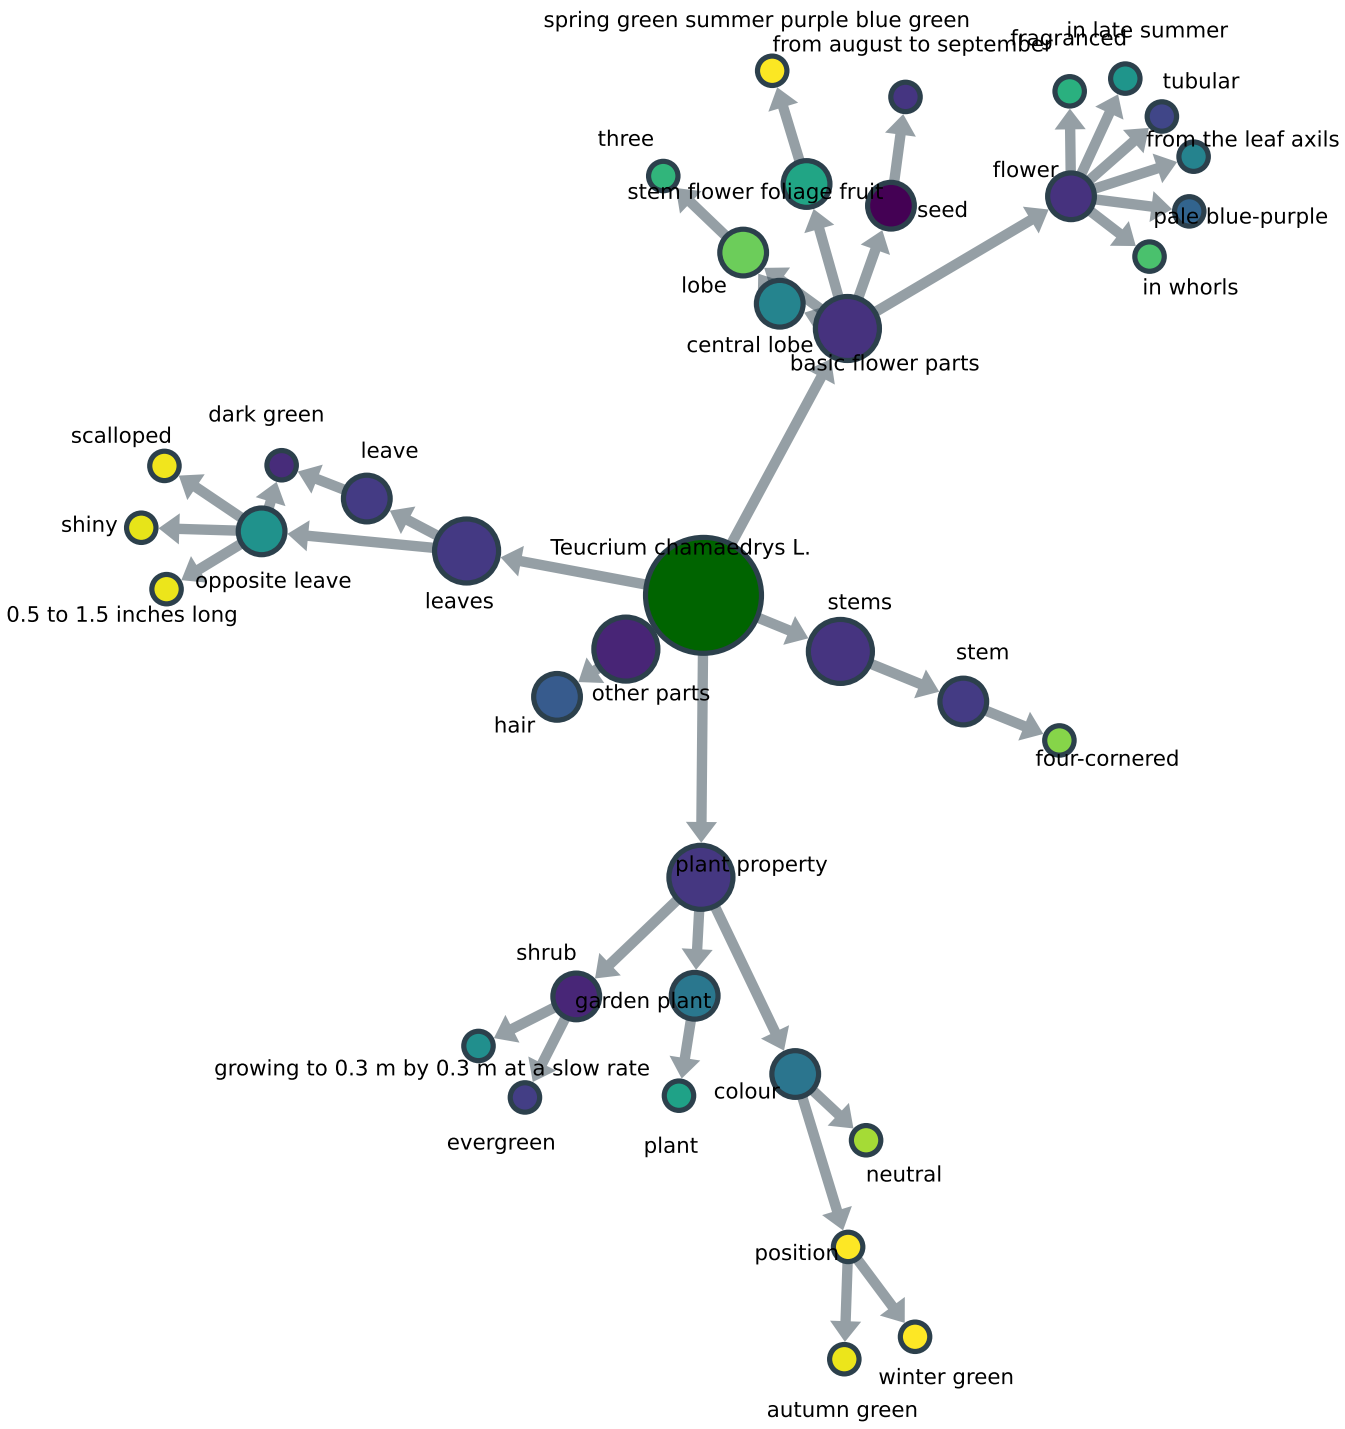 spring green summer purple blue green
in late summer
fragranced
from august to september
tubular
three
from the leaf axils
flower
stem flower foliage fruit
seed
pale blue-purple
lobe
in whorls
central lobe
basic flower parts
dark green
scalloped
leave
shiny
Teucrium chamaedrys L.
opposite leave
leaves
stems
0.5 to 1.5 inches long
stem
other parts
hair
four-cornered
plant property
shrub
garden plant
growing to 0.3 m by 0.3 m at a slow rate
colour
evergreen
plant
neutral
position
winter green
autumn green